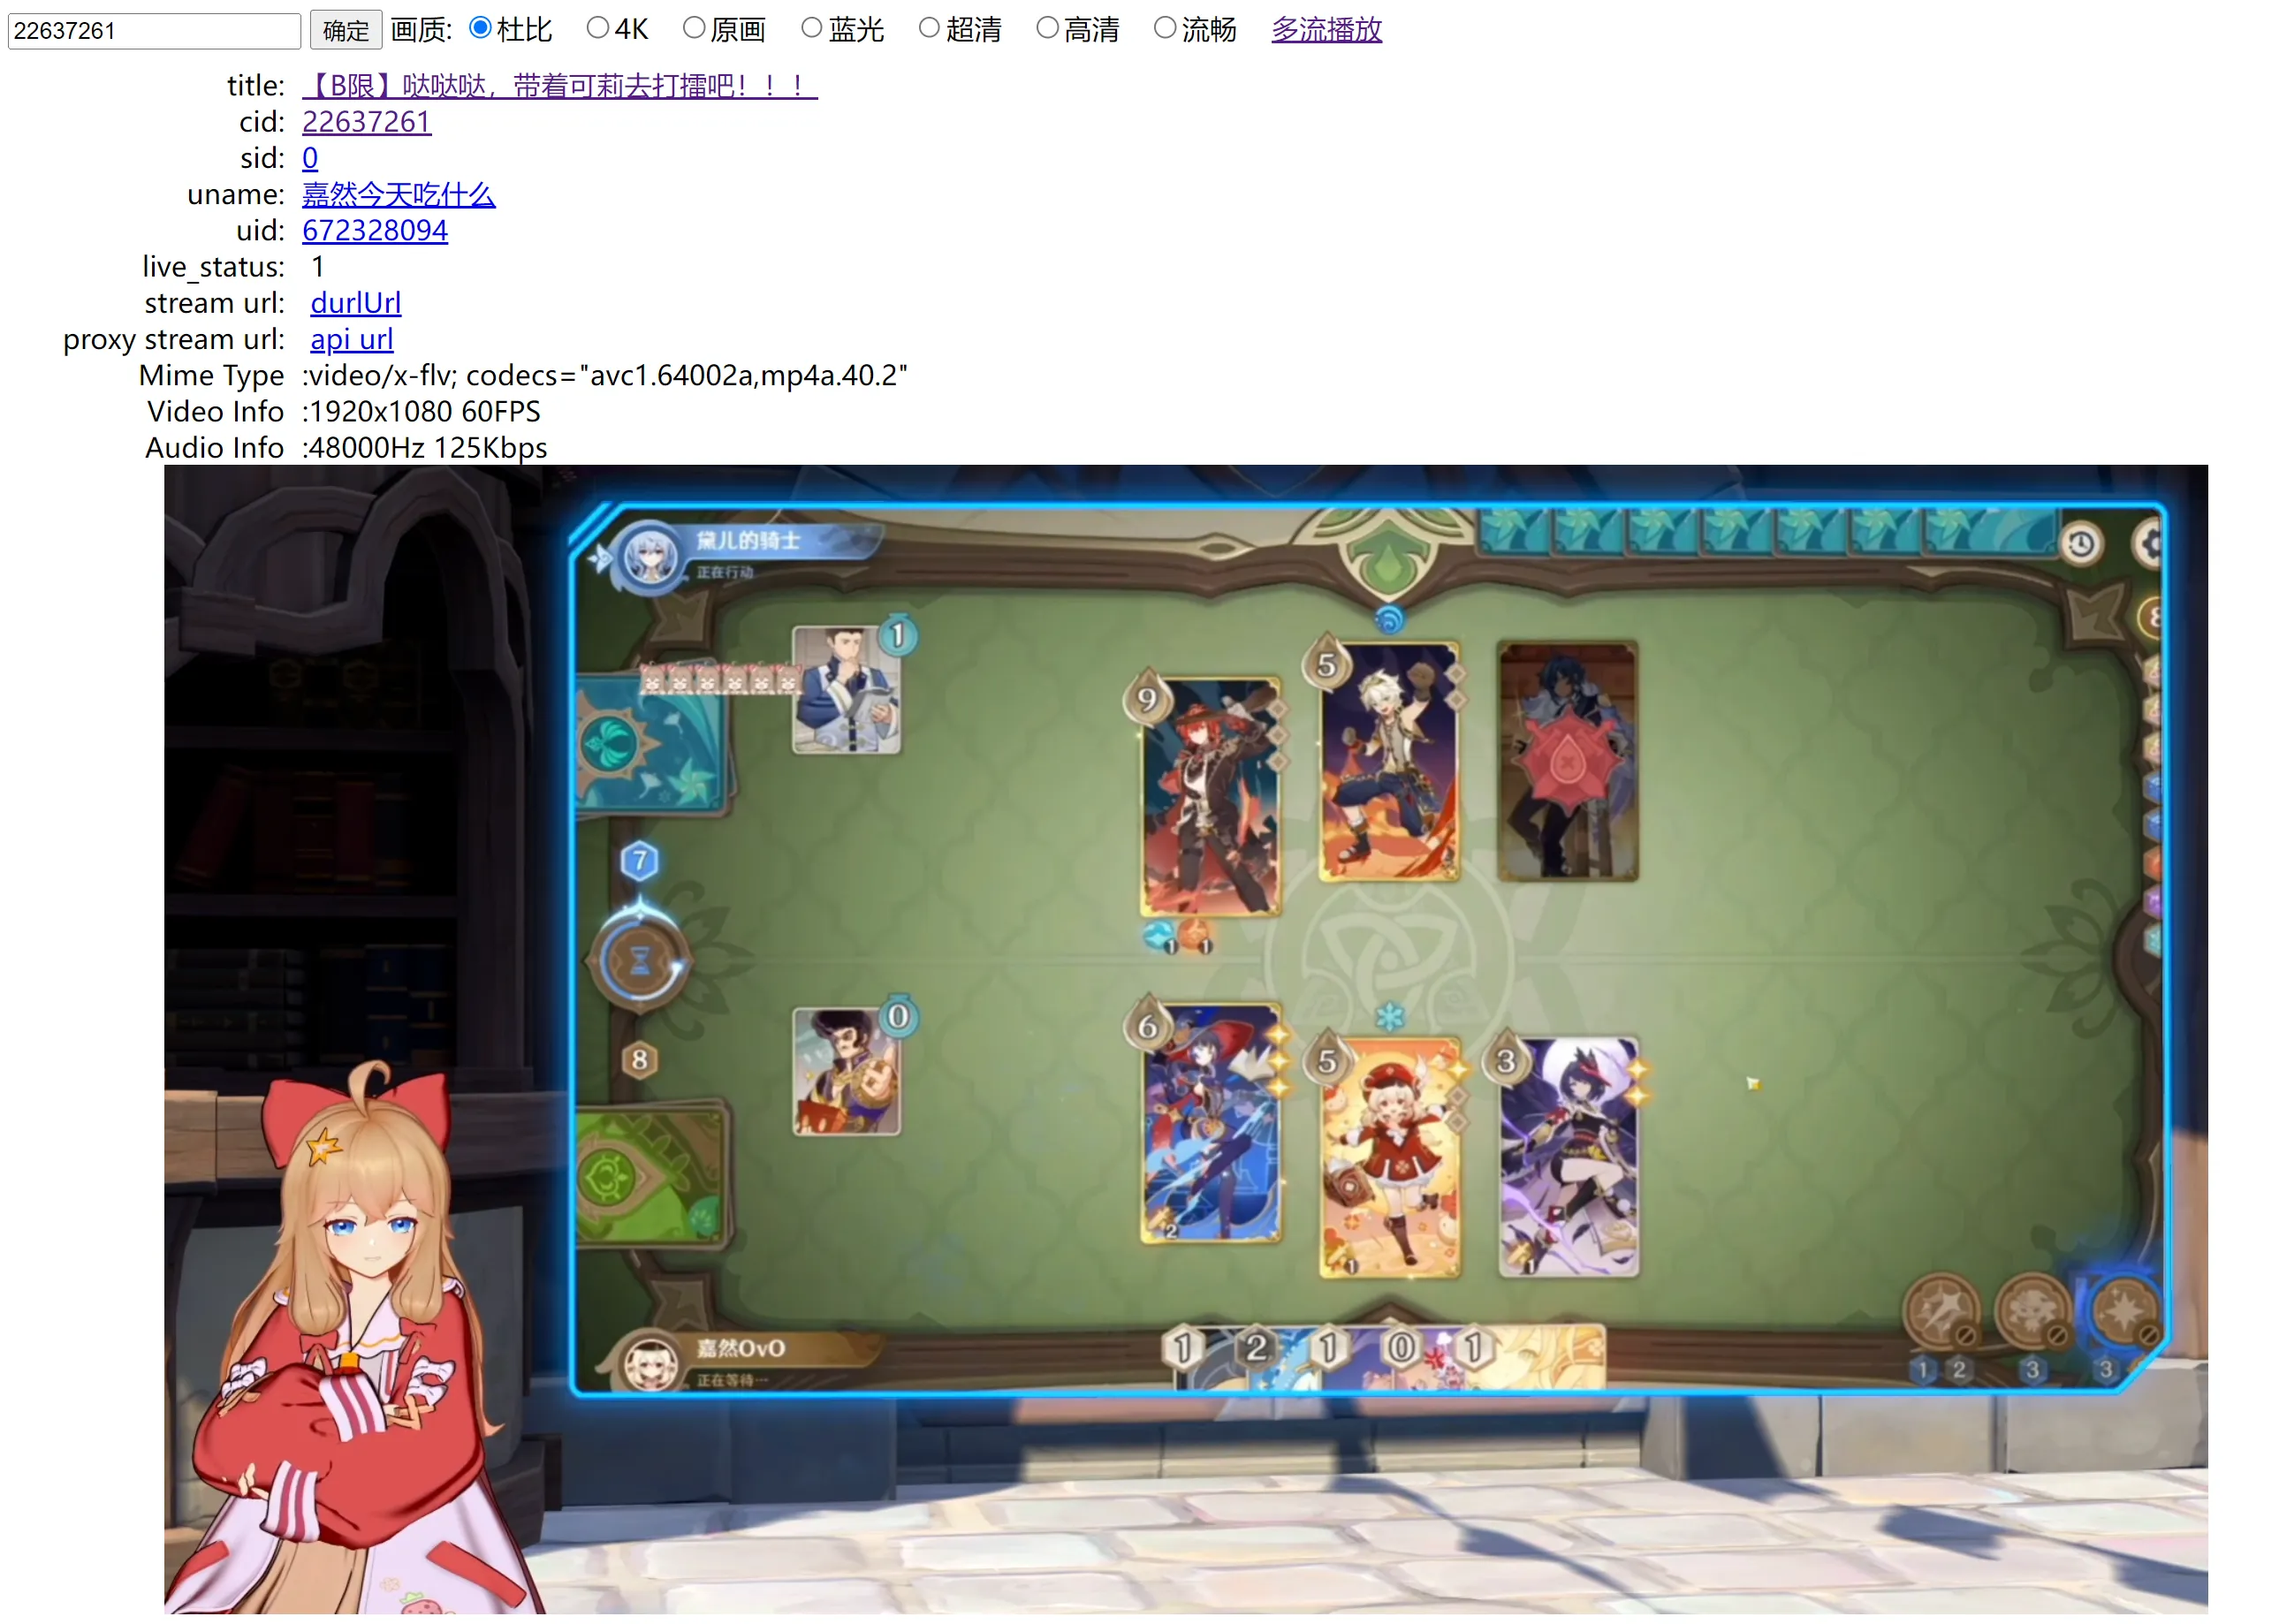 22637261 确定 画质: 杜比 4K 原画 蓝光 超清 高清 流畅 多流播放
title: 【B限】哒哒哒，带着可莉去打擂吧！！！
cid: 22637261
sid: 0
uname: 嘉然今天吃什么
uid: 672328094
live_status: 1
stream url: durlUrl
proxy stream url: api url
Mime Type :video/x-flv; codecs="avc1.64002a,mp4a.40.2"
Video Info :1920x1080 60FPS
Audio Info :48000Hz 125Kbps
黛儿的骑士
正在行动
8
1
9
5
7
1 1
0
6
5
3
8
2
1
1
嘉然OvO
正在等待…
1 2 1 0 1
1 2 3 3